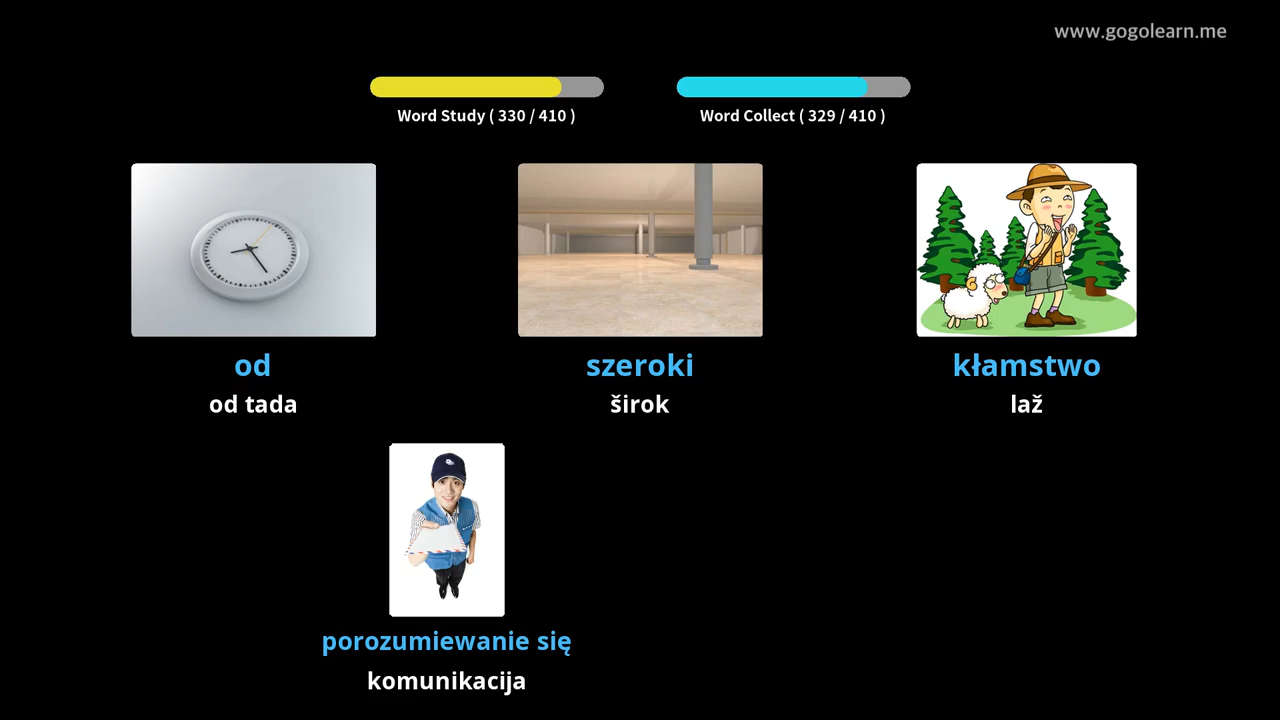 www.gogolearn.me
Word Study ( 330 / 410 )
Word Collect ( 329 / 410 )
od
szeroki
kłamstwo
od tada
širok
laž
porozumiewanie się
komunikacija